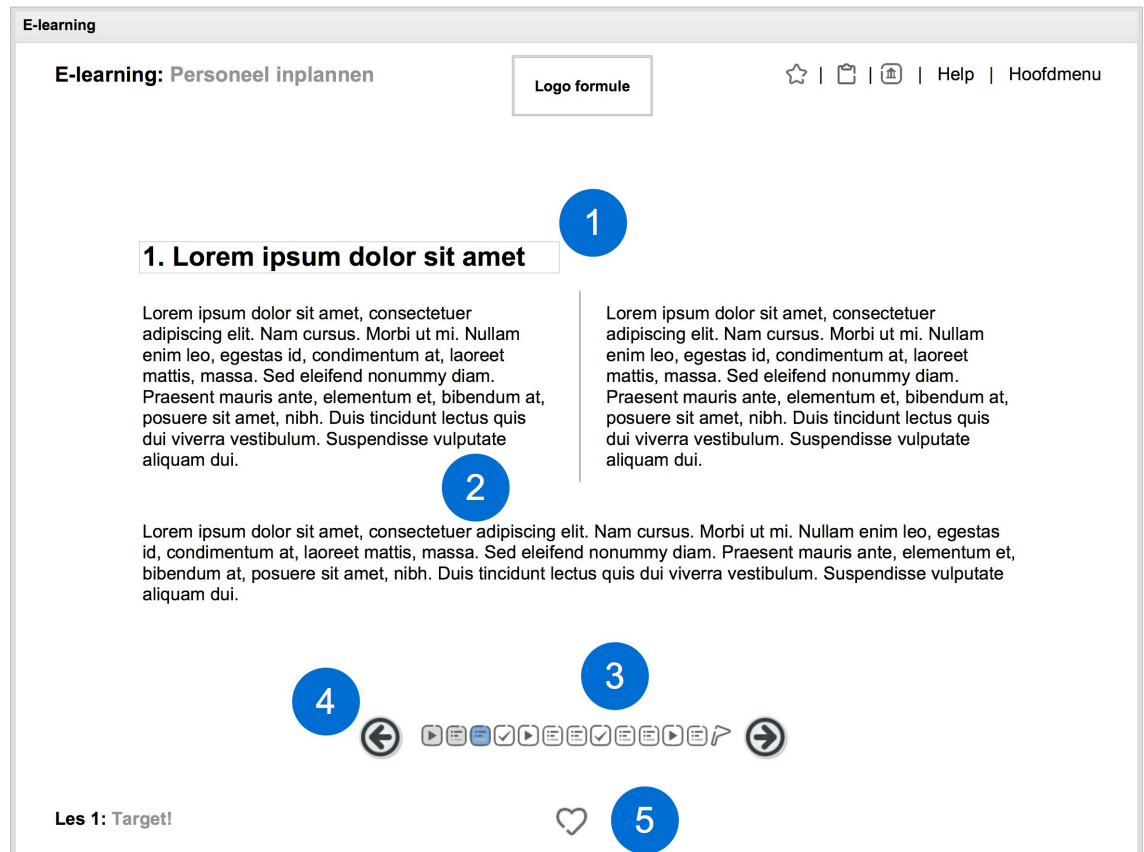 E-learning
E-learning: Personeel inplannen
Logo formule
| | | Help | Hoofdmenu
1
1. Lorem ipsum dolor sit amet
Lorem ipsum dolor sit amet, consectetuer
adipiscing elit. Nam cursus. Morbi ut mi. Nullam
enim leo, egestas id, condimentum at, laoreet
mattis, massa. Sed eleifend nonummy diam.
Praesent mauris ante, elementum et, bibendum at,
posuere sit amet, nibh. Duis tincidunt lectus quis
dui viverra vestibulum. Suspendisse vulputate
aliquam dui.
Lorem ipsum dolor sit amet, consectetuer
adipiscing elit. Nam cursus. Morbi ut mi. Nullam
enim leo, egestas id, condimentum at, laoreet
mattis, massa. Sed eleifend nonummy diam.
Praesent mauris ante, elementum et, bibendum at,
posuere sit amet, nibh. Duis tincidunt lectus quis
dui viverra vestibulum. Suspendisse vulputate
aliquam dui.
2
Lorem ipsum dolor sit amet, consectetuer adipiscing elit. Nam cursus. Morbi ut mi. Nullam enim leo, egestas
id, condimentum at, laoreet mattis, massa. Sed eleifend nonummy diam. Praesent mauris ante, elementum et,
bibendum at, posuere sit amet, nibh. Duis tincidunt lectus quis dui viverra vestibulum. Suspendisse vulputate
aliquam dui.
3
4
Les 1: Target!
5